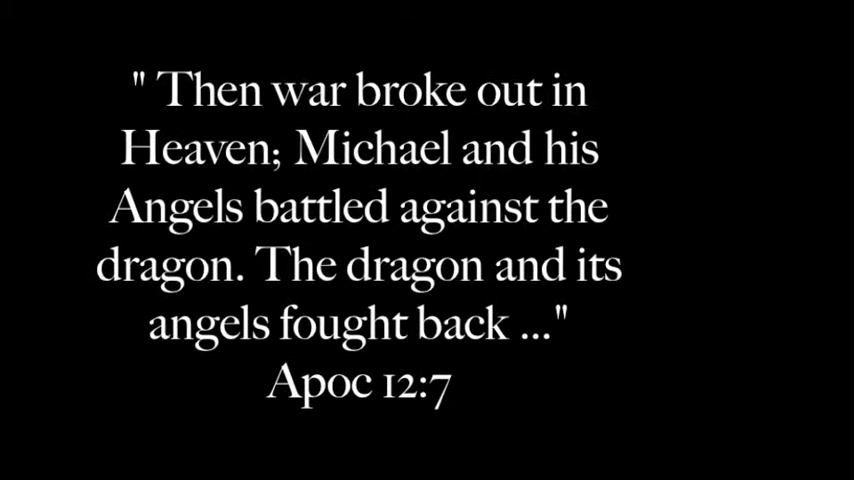 " Then war broke out in
Heaven; Michael and his
Angels battled against the
dragon. The dragon and its
angels fought back ..."
Apoc 12:7